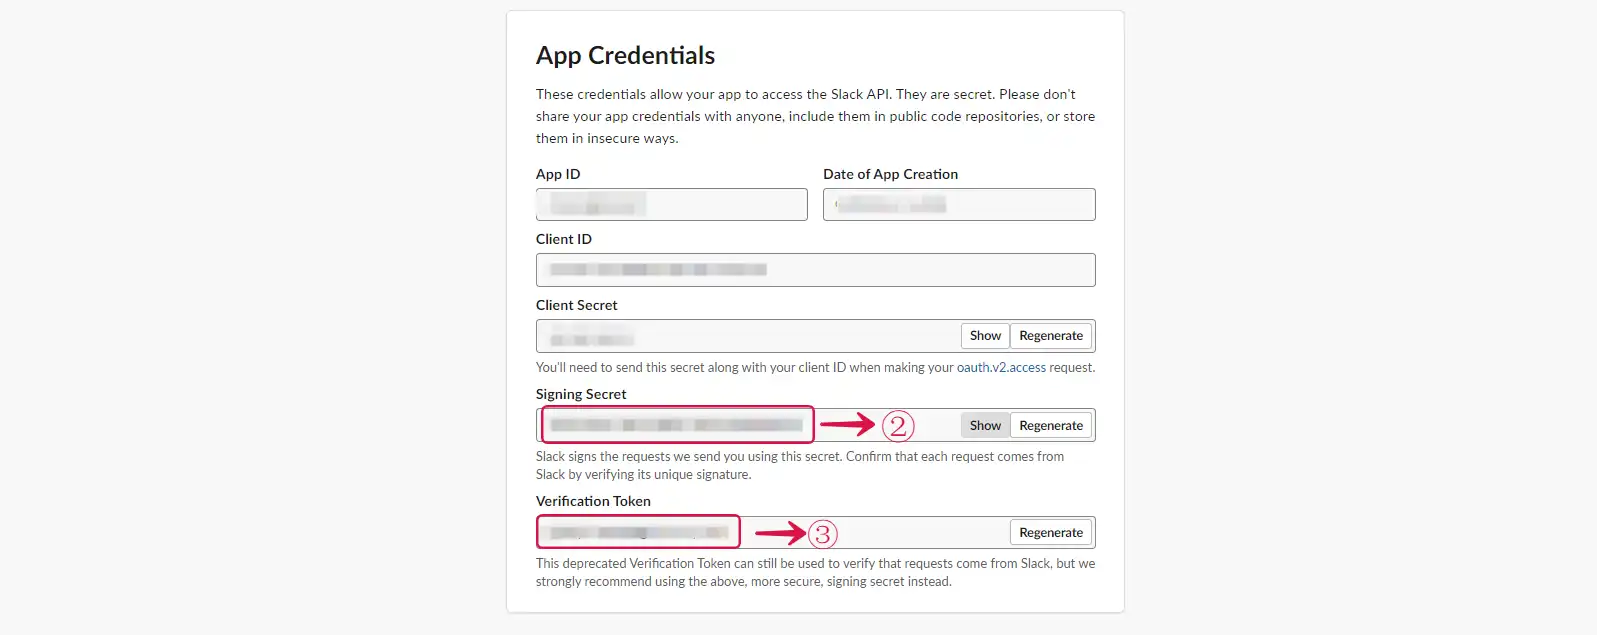 App Credentials
These credentials allow your app to access the Slack API. They are secret. Please don't
share your app credentials with anyone, include them in public code repositories, or store
them in insecure ways.
App ID
Date of App Creation
Client ID
Client Secret
Show
Regenerate
You'll need to send this secret along with your client ID when making your oauth.v2.access request.
Signing Secret
②
Show
Regenerate
Slack signs the requests we send you using this secret. Confirm that each request comes from
Slack by verifying its unique signature.
Verification Token
③
Regenerate
This deprecated Verification Token can still be used to verify that requests come from Slack, but we
strongly recommend using the above, more secure, signing secret instead.